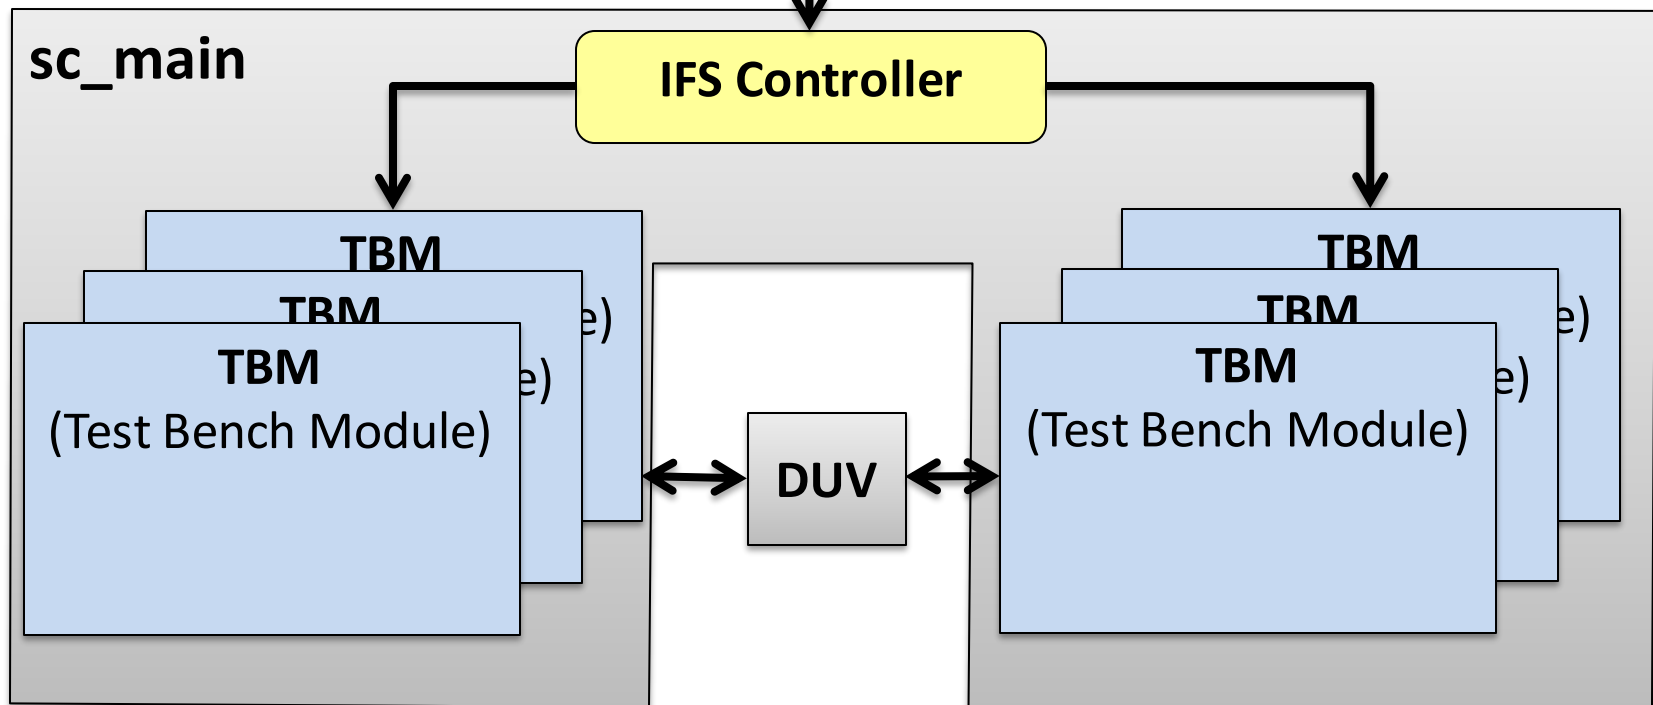 sc_main
IFS Controller
TBM
e)
TBM
e)
TBM
(Test Bench Module)
DUV
TBM
e)
TBM
e)
TBM
(Test Bench Module)